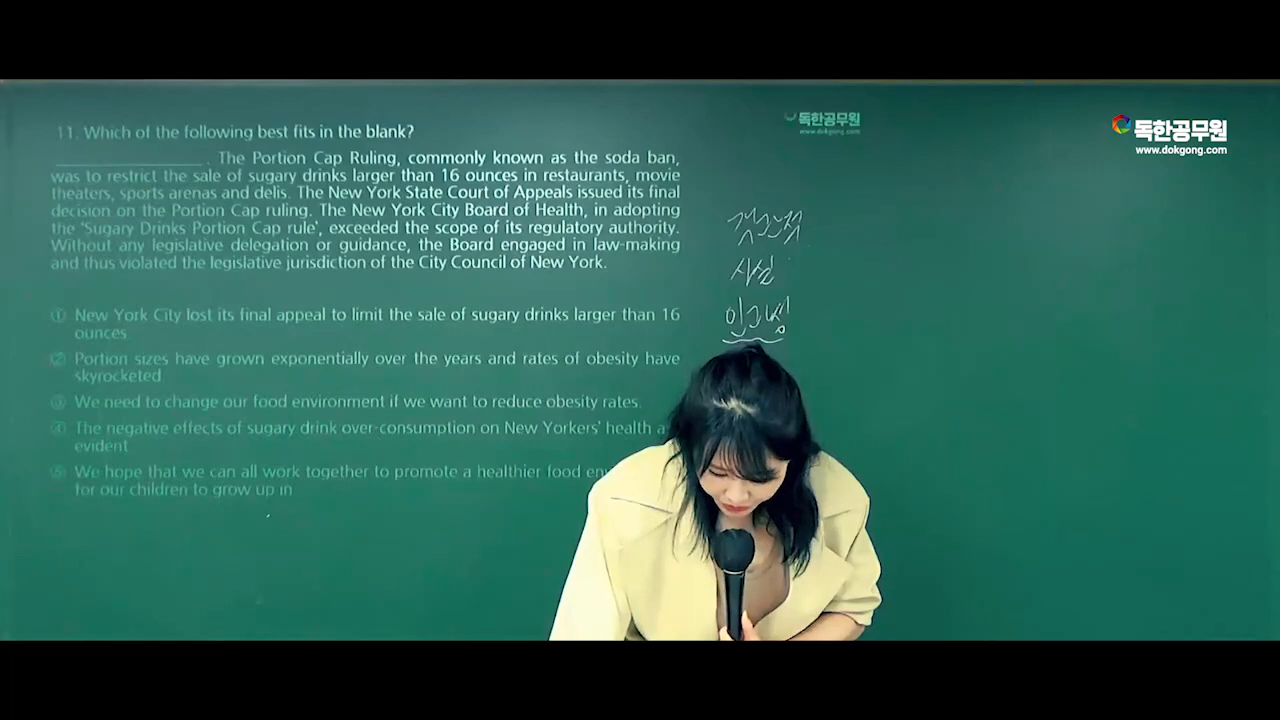 11. Which of the following best fits in the blank?
. The Portion Cap Ruling, commonly known as the soda ban,
was to restrict the sale of sugary drinks larger than 16 ounces in restaurants, movie
theaters, sports arenas and delis. The New York State Court of Appeals issued its final
decision on the Portion Cap ruling. The New York City Board of Health, in adopting
the 'Sugary Drinks Portion Cap rule', exceeded the scope of its regulatory authority.
Without any legislative delegation or guidance, the Board engaged in law-making
and thus violated the legislative jurisdiction of the City Council of New York.
① New York City lost its final appeal to limit the sale of sugary drinks larger than 16
ounces
② Portion sizes have grown exponentially over the years and rates of obesity have
skyrocketed
③ We need to change our food environment if we want to reduce obesity rates.
④ The negative effects of sugary drink over-consumption on New Yorkers' health
evident
⑤ We hope that we can all work together to promote a healthier food
for our children to grow up in
독한공무원
www.dokgong.com
사실
독한공무원
www.dokgong.com